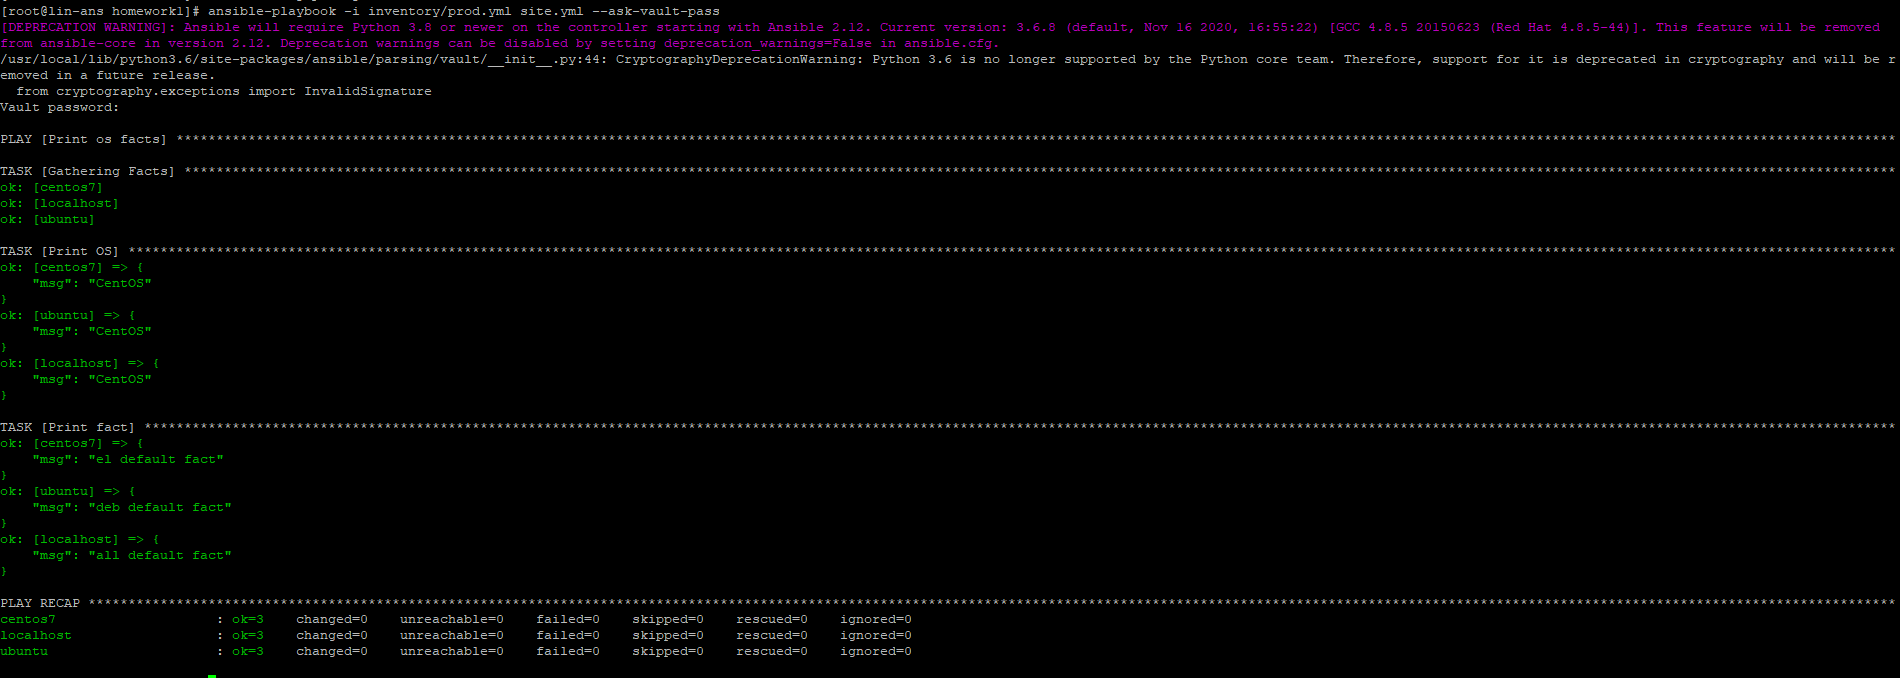 [root@lin-ans homework1]# ansible-playbook -i inventory/prod.yml site.yml --ask-vault-pass
[DEPRECATION WARNING]: Ansible will require Python 3.8 or newer on the controller starting with Ansible 2.12. Current version: 3.6.8 (default, Nov 16 2020, 16:55:22) [GCC 4.8.5 20150623 (Red Hat 4.8.5-44)]. This feature will be removed
from ansible-core in version 2.12. Deprecation warnings can be disabled by setting deprecation_warnings=False in ansible.cfg.
/usr/local/lib/python3.6/site-packages/ansible/parsing/vault/__init__.py:44: CryptographyDeprecationWarning: Python 3.6 is no longer supported by the Python core team. Therefore, support for it is deprecated in cryptography and will be r
emoved in a future release.
  from cryptography.exceptions import InvalidSignature
Vault password:
PLAY [Print os facts] ****************************************************************
TASK [Gathering Facts] ****************************************************************
ok: [centos7]
ok: [localhost]
ok: [ubuntu]
TASK [Print OS] ****************************************************************
ok: [centos7] => {
    "msg": "CentOS"
}
ok: [ubuntu] => {
    "msg": "CentOS"
}
ok: [localhost] => {
    "msg": "CentOS"
}
TASK [Print fact] ****************************************************************
ok: [centos7] => {
    "msg": "el default fact"
}
ok: [ubuntu] => {
    "msg": "deb default fact"
}
ok: [localhost] => {
    "msg": "all default fact"
}
PLAY RECAP ****************************************************************
centos7                    : ok=3    changed=0    unreachable=0    failed=0    skipped=0    rescued=0    ignored=0
localhost                  : ok=3    changed=0    unreachable=0    failed=0    skipped=0    rescued=0    ignored=0
ubuntu                     : ok=3    changed=0    unreachable=0    failed=0    skipped=0    rescued=0    ignored=0